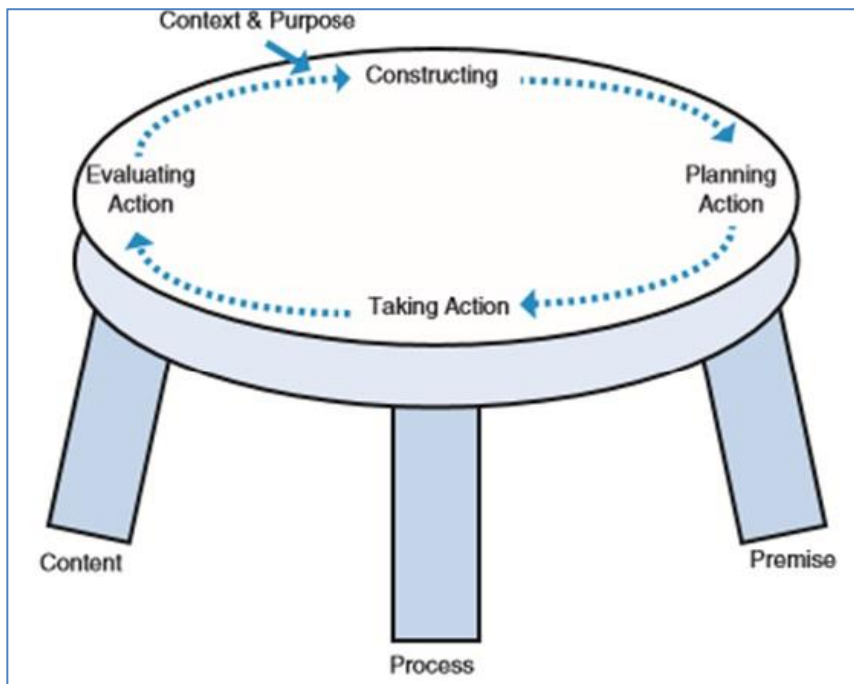 Context & Purpose
Constructing
Evaluating
Action
Planning
Action
Taking Action
Content
Premise
Process